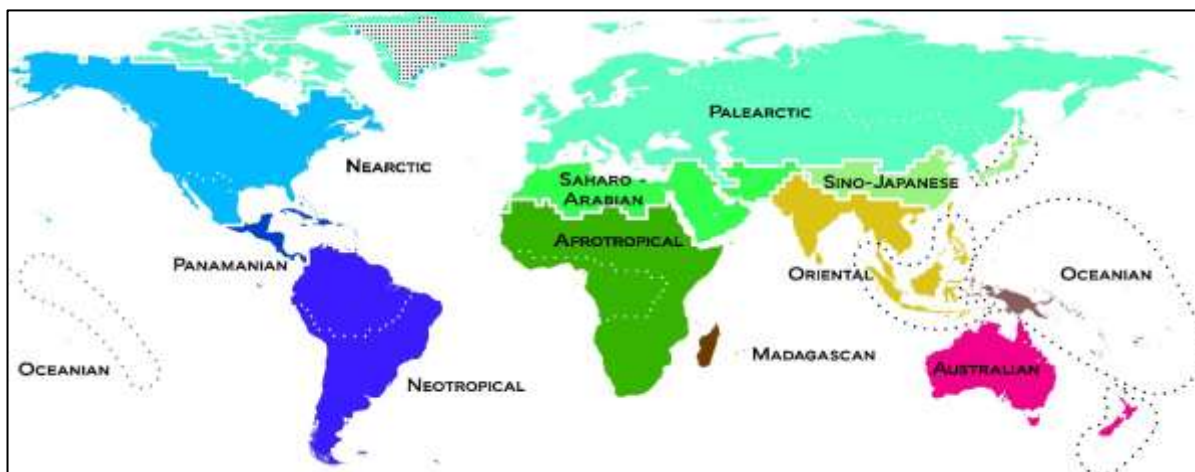 PALEARCTIC
NEARCTIC
SAHARO -
ARABIAN
SINO-JAPANESE
AFROTROPICAL
PANAMANIAN
ORIENTAL
OCEANIAN
MADAGASCAN
OCEANIAN
NEOTROPICAL
AUSTRALIAN